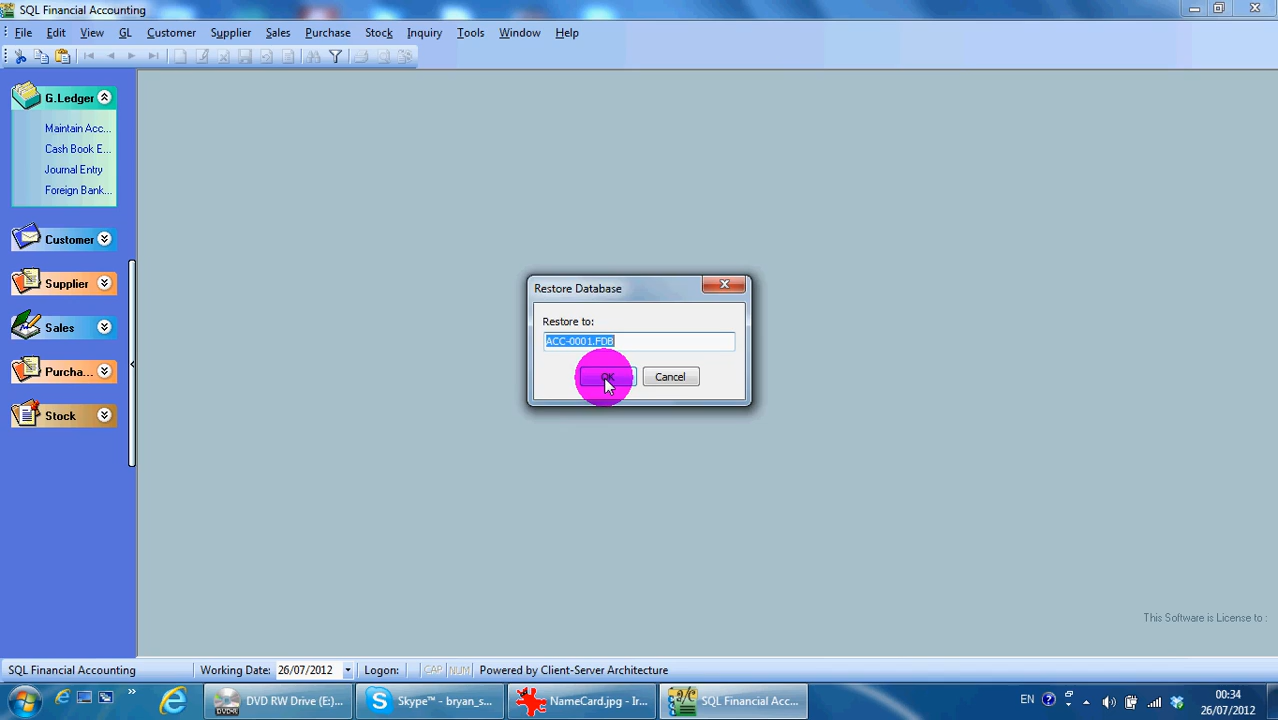 SQL Financial Accounting
File Edit View GL Customer Supplier Sales Purchase Stock Inquiry Tools Window Help
G.Ledger
Maintain Acc...
Cash Book E...
Journal Entry
Foreign Bank...
Customer
Supplier
Sales
Purcha...
Stock
Restore Database
Restore to:
ACC-0001.FDB
OK Cancel
This Software is License to :
SQL Financial Accounting Working Date: 26/07/2012 Logon: CAP NUM Powered by Client-Server Architecture
DVD RW Drive (E:)... Skype™ - bryan_s... NameCard.jpg - Ir... SQL Financial Acc... EN 00:34
26/07/2012